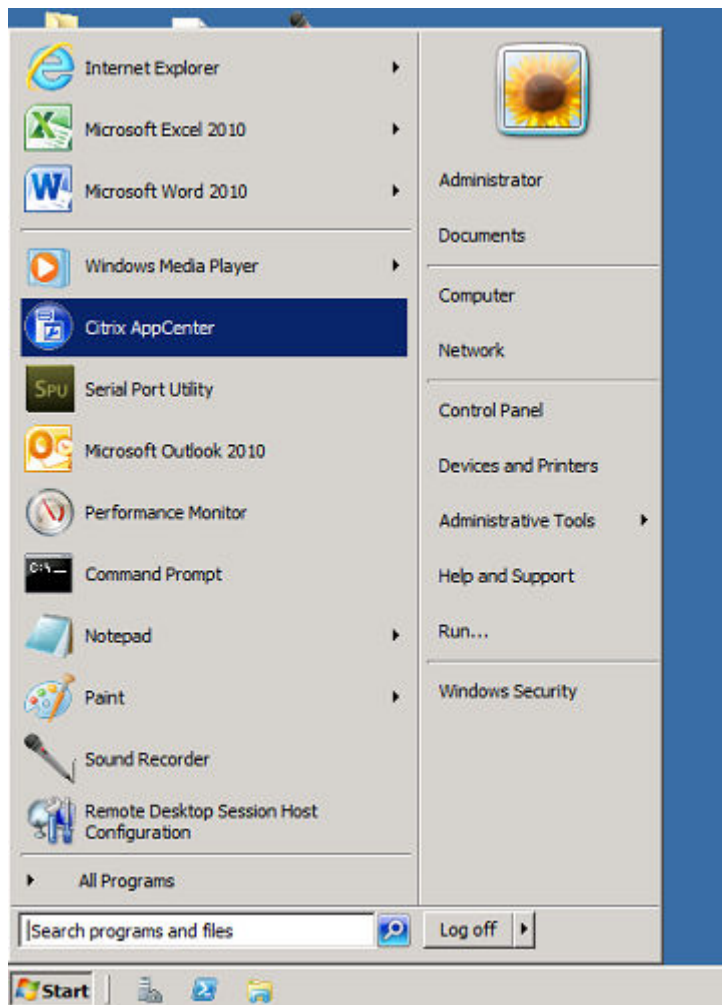 Internet Explorer
Microsoft Excel 2010
Microsoft Word 2010
Windows Media Player
Citrix AppCenter
SPU
Serial Port Utility
Microsoft Outlook 2010
Performance Monitor
C:\
Command Prompt
Notepad
Paint
Sound Recorder
Remote Desktop Session Host
Configuration
All Programs
Search programs and files
Administrator
Documents
Computer
Network
Control Panel
Devices and Printers
Administrative Tools
Help and Support
Run...
Windows Security
Log off
Start